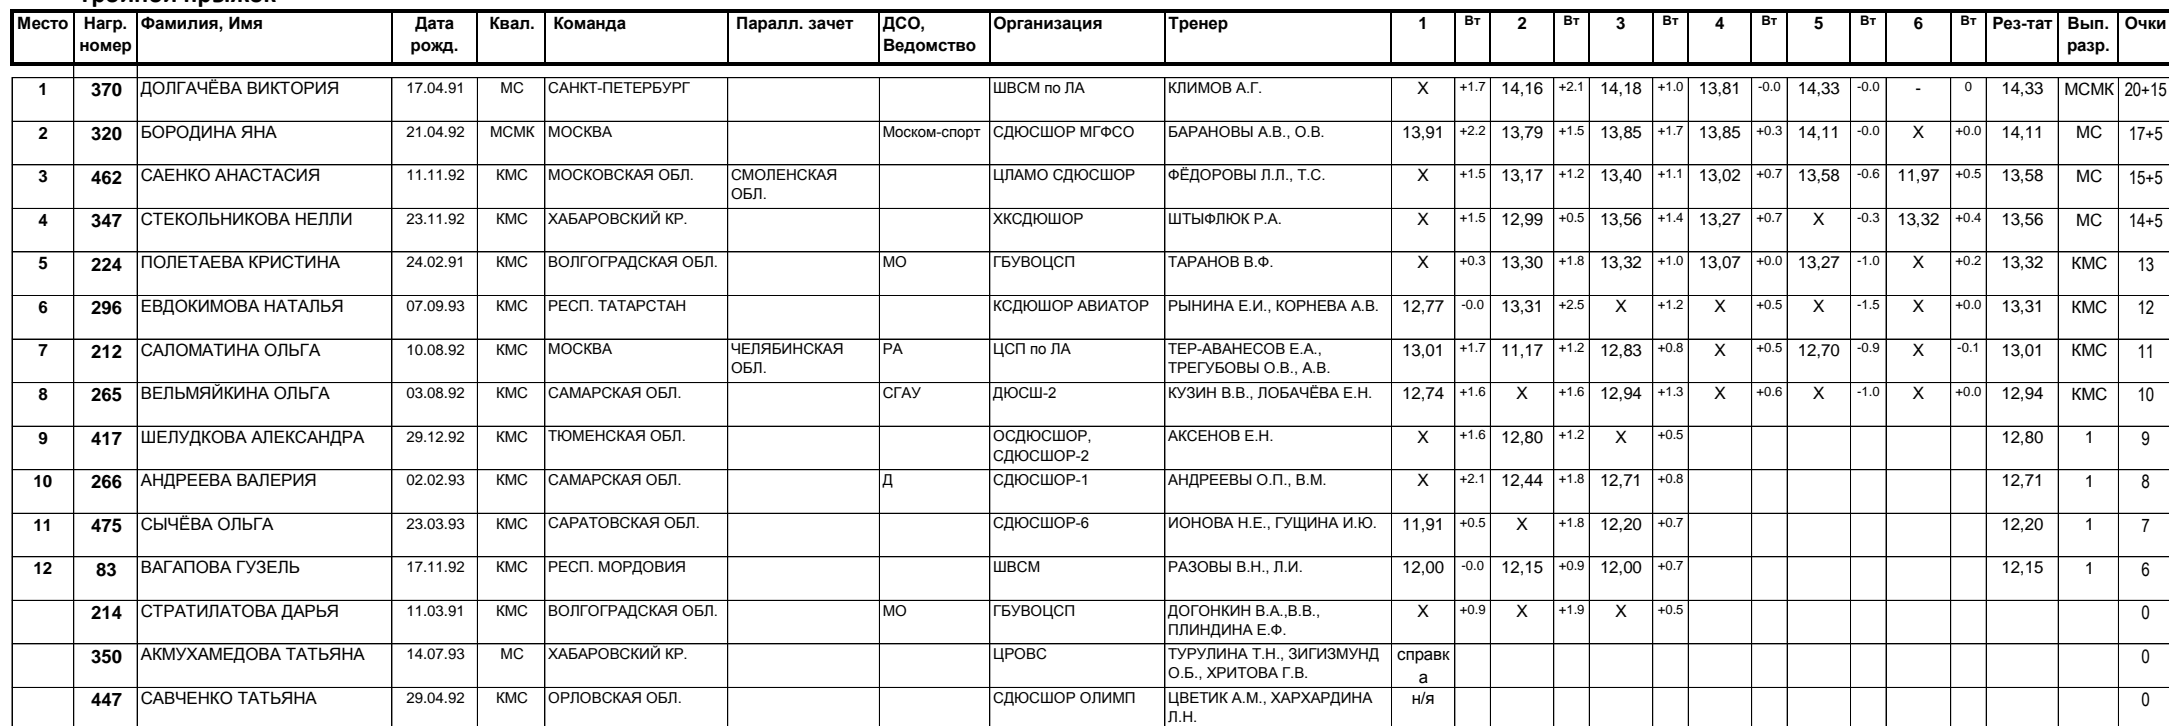 Тройной прыжок
Место Нагр. номер Фамилия, Имя Дата рожд. Квал. Команда Паралл. зачет ДСО, Ведомство Организация Тренер 1 Вт 2 Вт 3 Вт 4 Вт 5 Вт 6 Вт Рез-тат Вып. разр. Очки
1 370 ДОЛГАЧЁВА ВИКТОРИЯ 17.04.91 МС САНКТ-ПЕТЕРБУРГ ШВСМ по ЛА КЛИМОВ А.Г. X +1.7 14,16 +2.1 14,18 +1.0 13,81 -0.0 14,33 -0.0 - 0 14,33 МСМК 20+15
2 320 БОРОДИНА ЯНА 21.04.92 МСМК МОСКВА Моском-спорт СДЮСШОР МГФСО БАРАНОВЫ А.В., О.В. 13,91 +2.2 13,79 +1.5 13,85 +1.7 13,85 +0.3 14,11 -0.0 X +0.0 14,11 МС 17+5
3 462 САЕНКО АНАСТАСИЯ 11.11.92 КМС МОСКОВСКАЯ ОБЛ. СМОЛЕНСКАЯ ОБЛ. ЦЛАМО СДЮСШОР ФЁДОРОВЫ Л.Л., Т.С. X +1.5 13,17 +1.2 13,40 +1.1 13,02 +0.7 13,58 -0.6 11,97 +0.5 13,58 МС 15+5
4 347 СТЕКОЛЬНИКОВА НЕЛЛИ 23.11.92 КМС ХАБАРОВСКИЙ КР. ХКСДЮШОР ШТЫФЛЮК Р.А. X +1.5 12,99 +0.5 13,56 +1.4 13,27 +0.7 X -0.3 13,32 +0.4 13,56 МС 14+5
5 224 ПОЛЕТАЕВА КРИСТИНА 24.02.91 КМС ВОЛГОГРАДСКАЯ ОБЛ. МО ГБУВОЦСП ТАРАНОВ В.Ф. X +0.3 13,30 +1.8 13,32 +1.0 13,07 +0.0 13,27 -1.0 X +0.2 13,32 КМС 13
6 296 ЕВДОКИМОВА НАТАЛЬЯ 07.09.93 КМС РЕСП. ТАТАРСТАН КСДЮШОР АВИАТОР РЫНИНА Е.И., КОРНЕВА А.В. 12,77 -0.0 13,31 +2.5 X +1.2 X +0.5 X -1.5 X +0.0 13,31 КМС 12
7 212 САЛОМАТИНА ОЛЬГА 10.08.92 КМС МОСКВА ЧЕЛЯБИНСКАЯ ОБЛ. РА ЦСП по ЛА ТЕР-АВАНЕСОВ Е.А., ТРЕГУБОВЫ О.В., А.В. 13,01 +1.7 11,17 +1.2 12,83 +0.8 X +0.5 12,70 -0.9 X -0.1 13,01 КМС 11
8 265 ВЕЛЬМЯЙКИНА ОЛЬГА 03.08.92 КМС САМАРСКАЯ ОБЛ. СГАУ ДЮСШ-2 КУЗИН В.В., ЛОБАЧЁВА Е.Н. 12,74 +1.6 X +1.6 12,94 +1.3 X +0.6 X -1.0 X +0.0 12,94 КМС 10
9 417 ШЕЛУДКОВА АЛЕКСАНДРА 29.12.92 КМС ТЮМЕНСКАЯ ОБЛ. ОСДЮСШОР, СДЮСШОР-2 АКСЕНОВ Е.Н. X +1.6 12,80 +1.2 X +0.5 12,80 1 9
10 266 АНДРЕЕВА ВАЛЕРИЯ 02.02.93 КМС САМАРСКАЯ ОБЛ. Д СДЮСШОР-1 АНДРЕЕВЫ О.П., В.М. X +2.1 12,44 +1.8 12,71 +0.8 12,71 1 8
11 475 СЫЧЁВА ОЛЬГА 23.03.93 КМС САРАТОВСКАЯ ОБЛ. СДЮСШОР-6 ИОНОВА Н.Е., ГУЩИНА И.Ю. 11,91 +0.5 X +1.8 12,20 +0.7 12,20 1 7
12 83 ВАГАПОВА ГУЗЕЛЬ 17.11.92 КМС РЕСП. МОРДОВИЯ ШВСМ РАЗОВЫ В.Н., Л.И. 12,00 -0.0 12,15 +0.9 12,00 +0.7 12,15 1 6
214 СТРАТИЛАТОВА ДАРЬЯ 11.03.91 КМС ВОЛГОГРАДСКАЯ ОБЛ. МО ГБУВОЦСП ДОГОНКИН В.А.,В.В., ПЛИНДИНА Е.Ф. X +0.9 X +1.9 X +0.5 0
350 АКМУХАМЕДОВА ТАТЬЯНА 14.07.93 МС ХАБАРОВСКИЙ КР. ЦРОВС ТУРУЛИНА Т.Н., ЗИГИЗМУНД О.Б., ХРИТОВА Г.В. справка 0
447 САВЧЕНКО ТАТЬЯНА 29.04.92 КМС ОРЛОВСКАЯ ОБЛ. СДЮСШОР ОЛИМП ЦВЕТИК А.М., ХАРХАРДИНА Л.Н. н/я 0